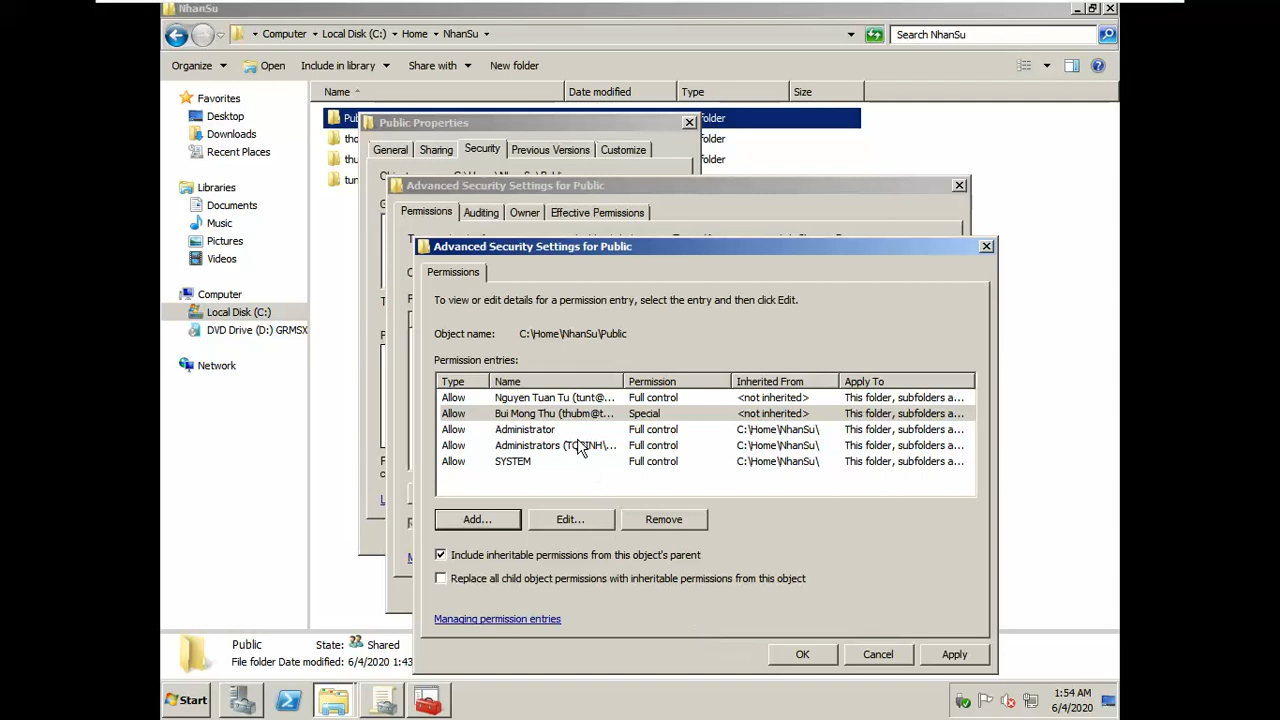 NhanSu
Computer Local Disk (C:) Home NhanSu
Search NhanSu
Organize Open Include in library Share with New folder
Name Date modified Type Size
Favorites
Desktop
Downloads
Recent Places
Libraries
Documents
Music
Pictures
Videos
Computer
Local Disk (C:)
DVD Drive (D:) GRMSX
Network
folder
folder
folder
folder
Public Properties
General Sharing Security Previous Versions Customize
Advanced Security Settings for Public
Permissions Auditing Owner Effective Permissions
Advanced Security Settings for Public
Permissions
To view or edit details for a permission entry, select the entry and then click Edit.
Object name: C:\Home\NhanSu\Public
Permission entries:
Type Name Permission Inherited From Apply To
Allow Nguyen Tuan Tu (tunt@... Full control <not inherited> This folder, subfolders a...
Allow Bui Mong Thu (thubm@t... Special <not inherited> This folder, subfolders a...
Allow Administrator Full control C:\Home\NhanSu\ This folder, subfolders a...
Allow Administrators Full control C:\Home\NhanSu\ This folder, subfolders a...
Allow SYSTEM Full control C:\Home\NhanSu\ This folder, subfolders a...
Add... Edit... Remove
Include inheritable permissions from this object's parent
Replace all child object permissions with inheritable permissions from this object
Managing permission entries
OK Cancel Apply
Public State: Shared
File folder Date modified: 6/4/2020 1:43
Start
1:54 AM
6/4/2020